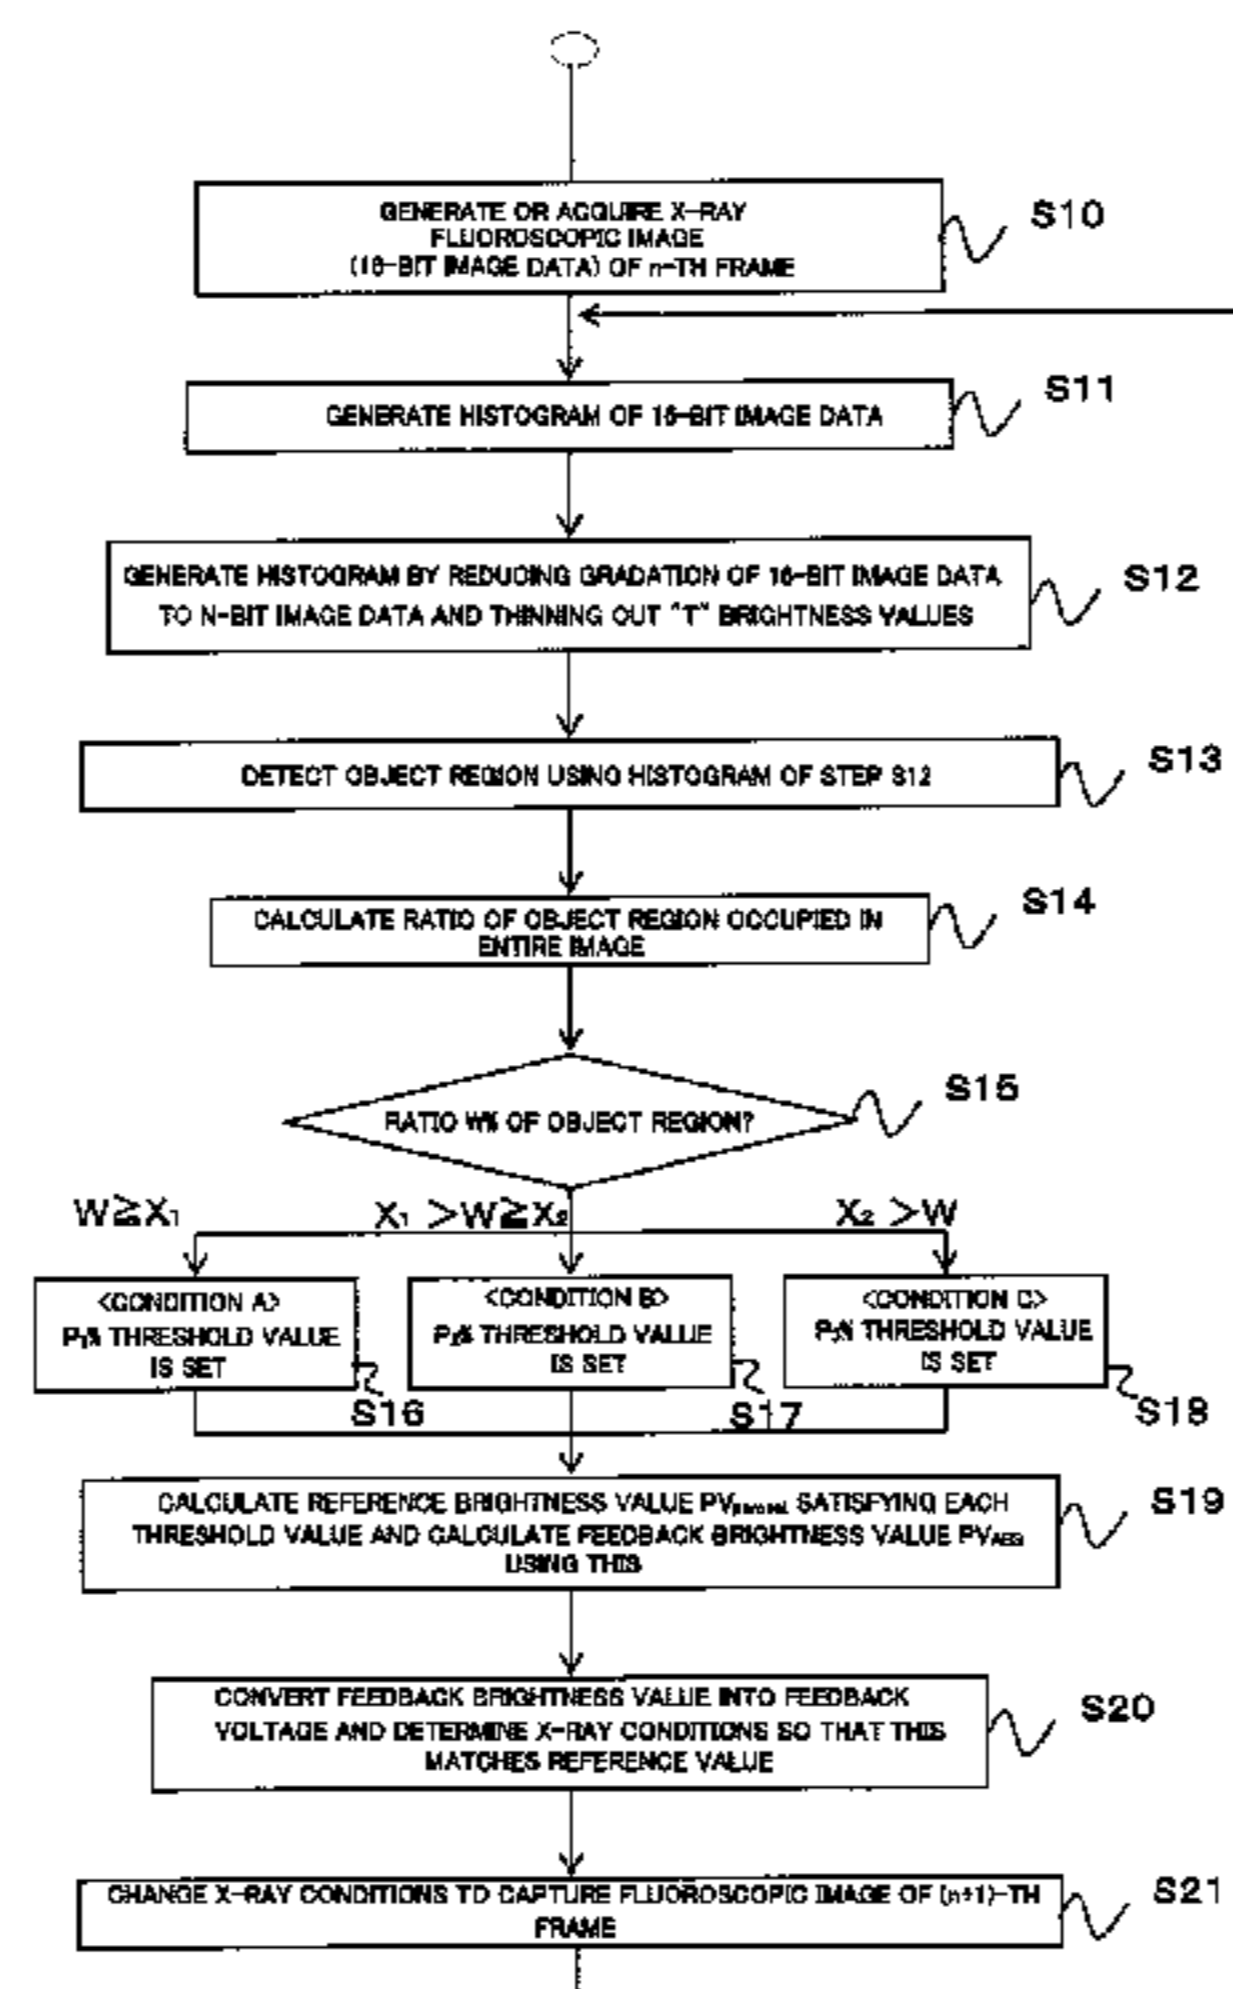 GENERATE OR ACQUIRE X-RAY
FLUOROSCOPIC IMAGE
(16-BIT IMAGE DATA) OF n-TH FRAME
S10
GENERATE HISTOGRAM OF 16-BIT IMAGE DATA
S11
GENERATE HISTOGRAM BY REDUCING GRADATION OF 16-BIT IMAGE DATA
TO N-BIT IMAGE DATA AND THINNING OUT "T" BRIGHTNESS VALUES
S12
DETECT OBJECT REGION USING HISTOGRAM OF STEP S12
S13
CALCULATE RATIO OF OBJECT REGION OCCUPIED IN
ENTIRE IMAGE
S14
RATIO W% OF OBJECT REGION?
S15
W≧X₁
X₁ >W≧X₂
X₂ >W
<CONDITION A>
P₁% THRESHOLD VALUE
IS SET
S16
<CONDITION B>
P₂% THRESHOLD VALUE
IS SET
S17
<CONDITION C>
P₃% THRESHOLD VALUE
IS SET
S18
CALCULATE REFERENCE BRIGHTNESS VALUE SATISFYING EACH
THRESHOLD VALUE AND CALCULATE FEEDBACK BRIGHTNESS VALUE
USING THIS
S19
CONVERT FEEDBACK BRIGHTNESS VALUE INTO FEEDBACK
VOLTAGE AND DETERMINE X-RAY CONDITIONS SO THAT THIS
MATCHES REFERENCE VALUE
S20
CHANGE X-RAY CONDITIONS TO CAPTURE FLUOROSCOPIC IMAGE OF (n+1)-TH
FRAME
S21